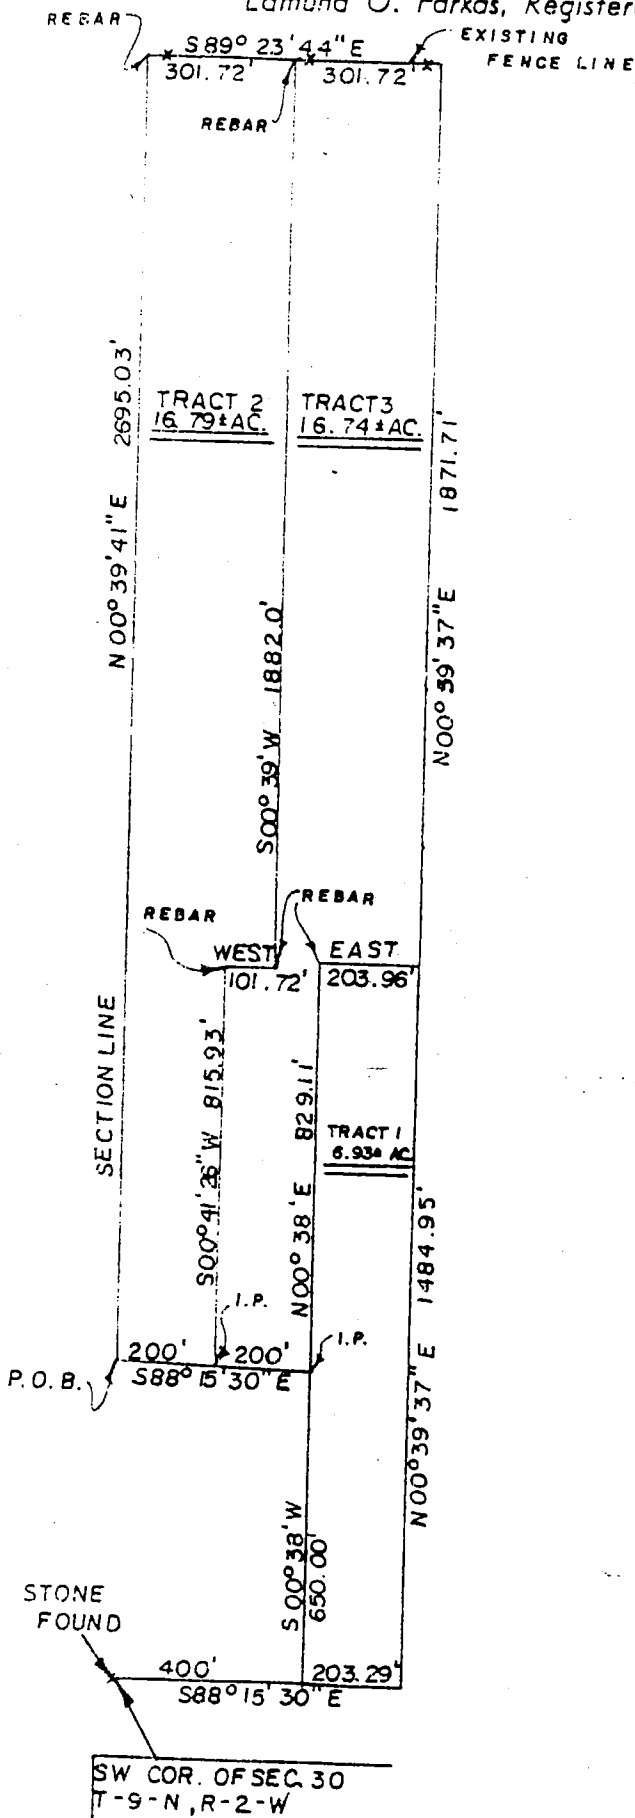 Edmund O. Farkas, Register
REBAR
S89° 23'44" E
EXISTING
FENCE LINE
301.72'
301.72'
REBAR
2695.03'
TRACT 2
16.79± AC.
TRACT 3
16.74± AC.
1871.71'
N00°39'41"E
1882.0'
S00°39'W
N00°39'37"E
REBAR
REBAR
WEST
EAST
101.72'
203.96'
SECTION LINE
S00°41'26"W 815.93'
829.11'
TRACT 1
6.93± AC
N00°38'E
1484.95'
I.P.
I.P.
200'
200'
P.O.B.
S88°15'30"E
N00°39'37"E
S00°38'W
650.00'
STONE
FOUND
400'
203.29'
S88°15'30"E
SW COR. OF SEC. 30
T-9-N, R-2-W